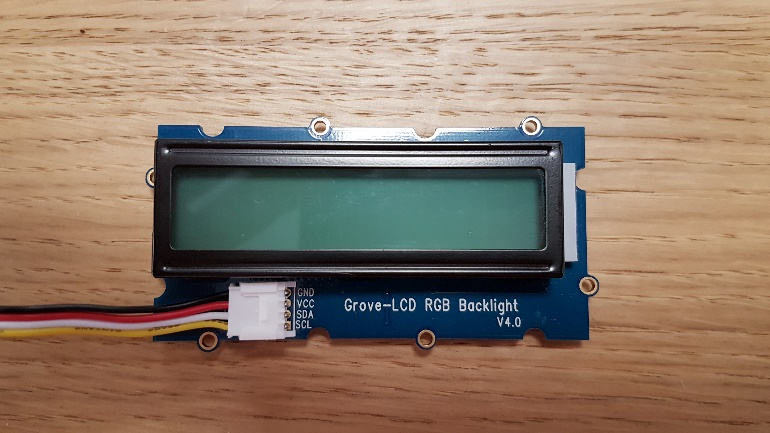 GND
VCC
SDA
SCL
Grove-LCD RGB Backlight
V4.0